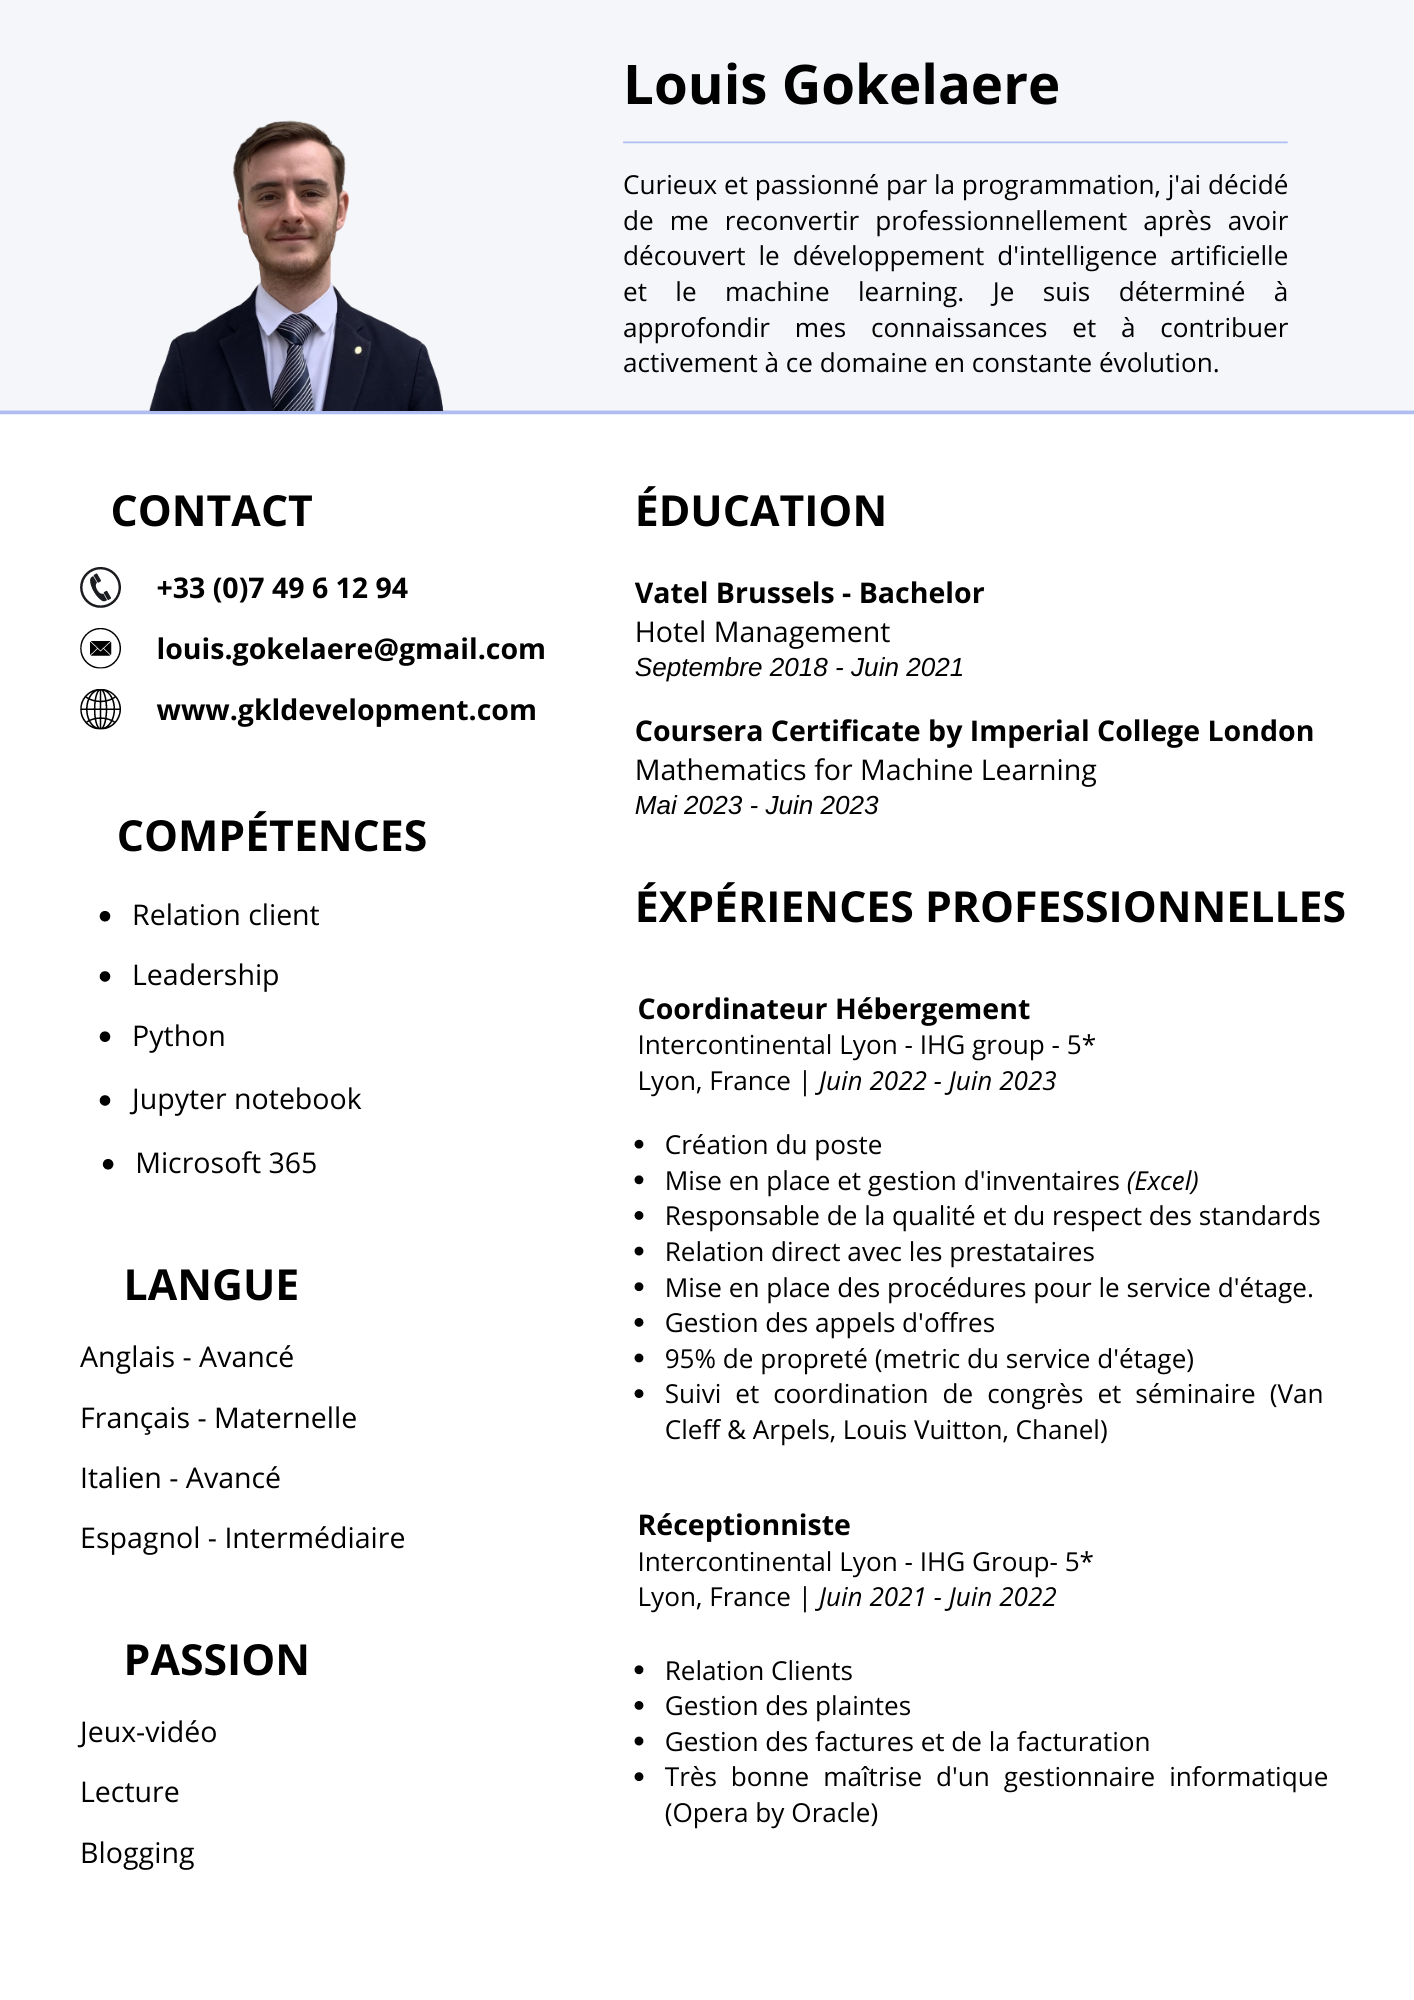 Louis Gokelaere
Curieux et passionné par la programmation, j'ai décidé
de me reconvertir professionnellement après avoir
découvert le développement d'intelligence artificielle
et le machine learning. Je suis déterminé à
approfondir mes connaissances et à contribuer
activement à ce domaine en constante évolution.
CONTACT
+33 (0)7 49 6 12 94
louis.gokelaere@gmail.com
www.gkldevelopment.com
COMPÉTENCES
• Relation client
• Leadership
• Python
• Jupyter notebook
• Microsoft 365
LANGUE
Anglais - Avancé
Français - Maternelle
Italien - Avancé
Espagnol - Intermédiaire
PASSION
Jeux-vidéo
Lecture
Blogging
ÉDUCATION
Vatel Brussels - Bachelor
Hotel Management
Septembre 2018 - Juin 2021
Coursera Certificate by Imperial College London
Mathematics for Machine Learning
Mai 2023 - Juin 2023
ÉXPÉRIENCES PROFESSIONNELLES
Coordinateur Hébergement
Intercontinental Lyon - IHG group - 5*
Lyon, France | Juin 2022 - Juin 2023
• Création du poste
• Mise en place et gestion d'inventaires (Excel)
• Responsable de la qualité et du respect des standards
• Relation direct avec les prestataires
• Mise en place des procédures pour le service d'étage.
• Gestion des appels d'offres
• 95% de propreté (metric du service d'étage)
• Suivi et coordination de congrès et séminaire (Van
Cleff & Arpels, Louis Vuitton, Chanel)
Réceptionniste
Intercontinental Lyon - IHG Group- 5*
Lyon, France | Juin 2021 - Juin 2022
• Relation Clients
• Gestion des plaintes
• Gestion des factures et de la facturation
• Très bonne maîtrise d'un gestionnaire informatique
(Opera by Oracle)